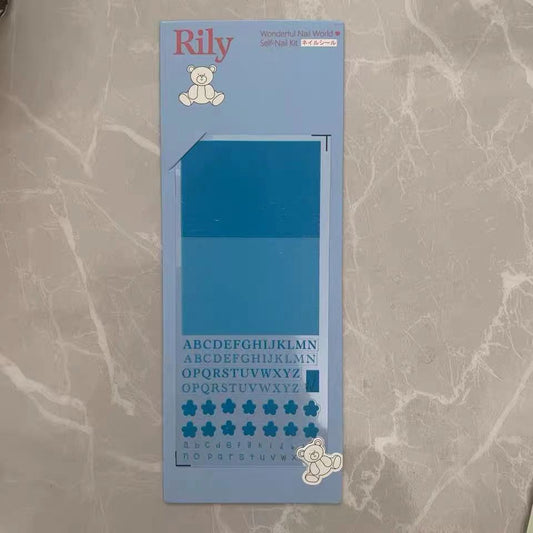 Rily
Wonderful Nail World
Self-Nail Kit ネイルシール
ABCDEFGHIJKLMN
ABCDEFGHIJKLMN
OPQRSTUVWXYZ
OPQRSTUVWXYZ
a b c d e f g h i j
n o p q r s t u v w x